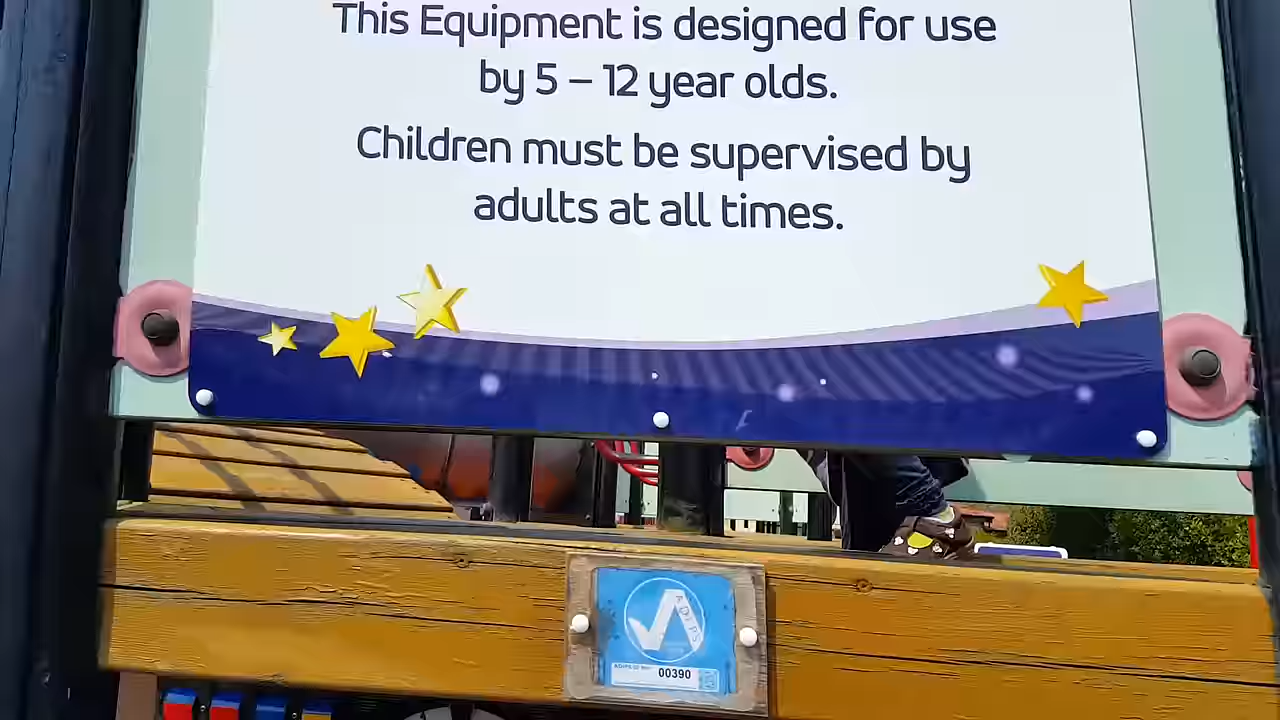 This Equipment is designed for use
by 5 – 12 year olds.
Children must be supervised by
adults at all times.
ADIPS
00390